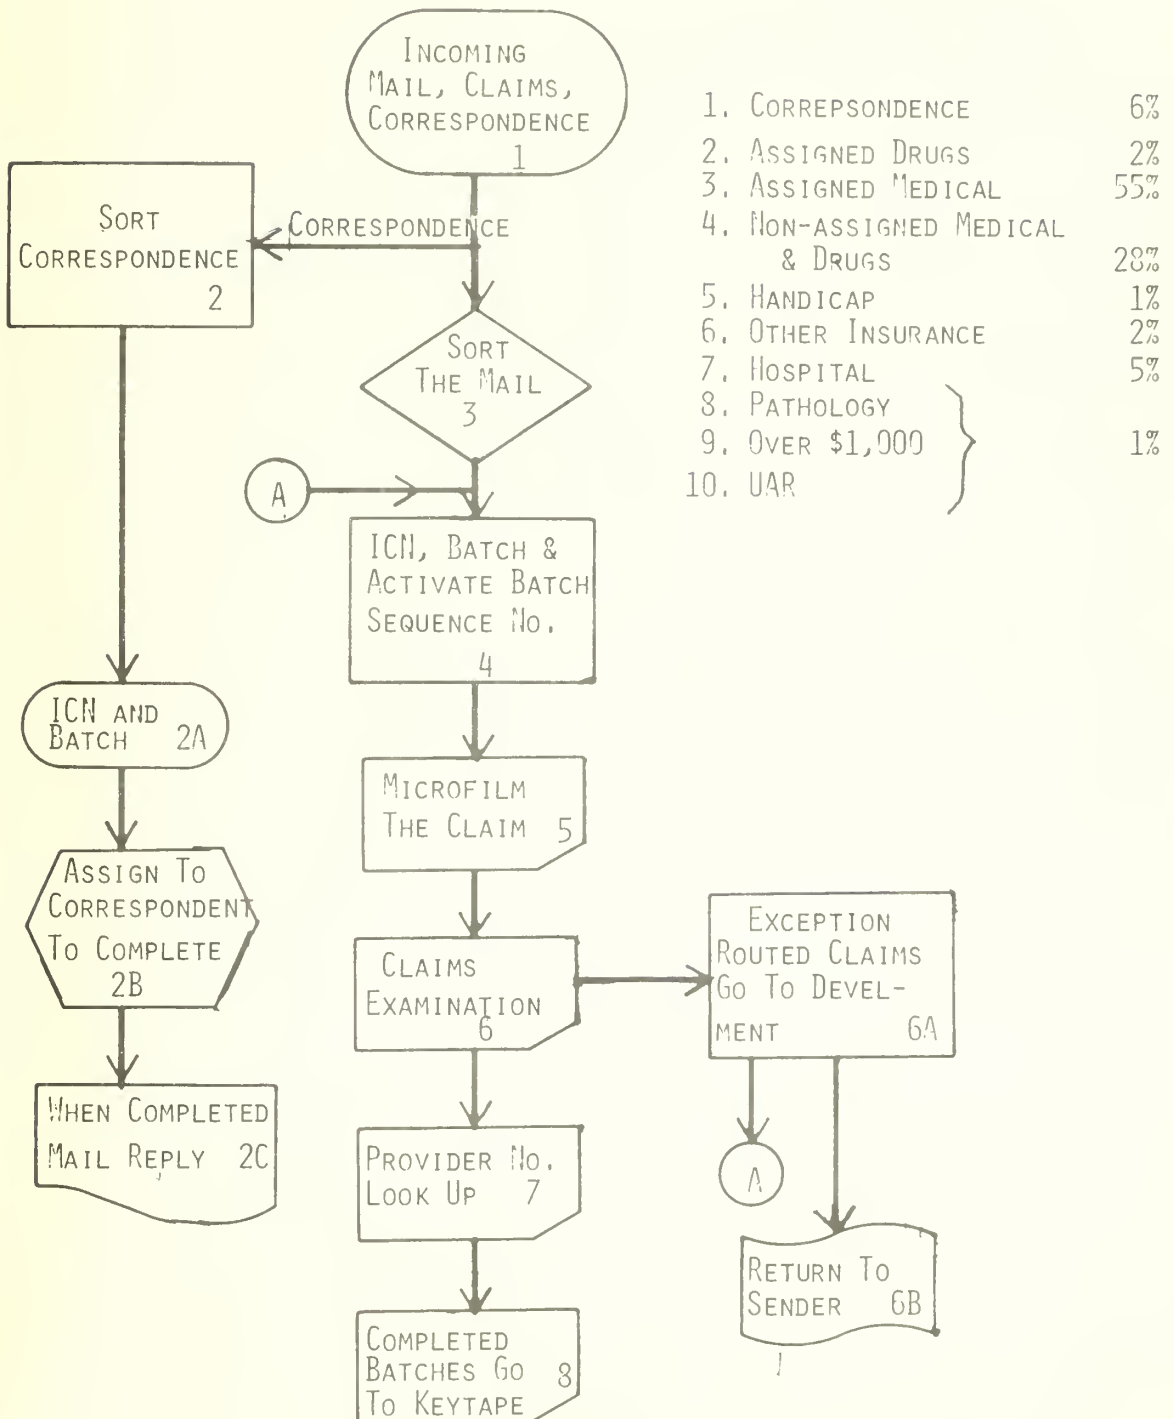 INCOMING
MAIL, CLAIMS,
CORRESPONDENCE
1
CORRESPONDENCE
SORT
CORRESPONDENCE
2
SORT
THE MAIL
3
A
ICN, BATCH &
ACTIVATE BATCH
SEQUENCE NO.
4
ICN AND
BATCH 2A
MICROFILM
THE CLAIM 5
ASSIGN TO
CORRESPONDENT
TO COMPLETE
2B
CLAIMS
EXAMINATION
6
EXCEPTION
ROUTED CLAIMS
GO TO DEVEL-
MENT 6A
WHEN COMPLETED
MAIL REPLY 2C
PROVIDER NO.
LOOK UP 7
A
RETURN TO
SENDER 6B
COMPLETED
BATCHES GO 8
TO KEYTAPE
1. CORREPSONDENCE 6%
2. ASSIGNED DRUGS 2%
3. ASSIGNED MEDICAL 55%
4. NON-ASSIGNED MEDICAL
& DRUGS 28%
5. HANDICAP 1%
6. OTHER INSURANCE 2%
7. HOSPITAL 5%
8. PATHOLOGY
9. OVER $1,000 1%
10. UAR